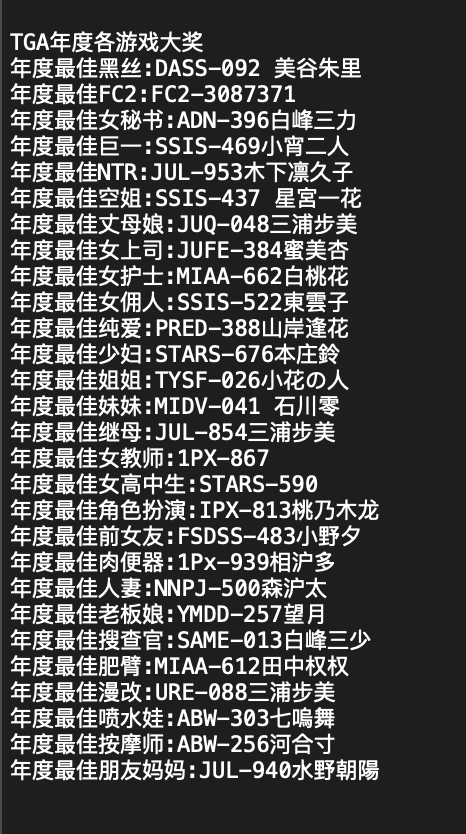 TGA年度各游戏大奖
年度最佳黑丝:DASS-092 美谷朱里
年度最佳FC2:FC2-3087371
年度最佳女秘书:ADN-396白峰三力
年度最佳巨一:SSIS-469小宵二人
年度最佳NTR:JUL-953木下凛久子
年度最佳空姐:SSIS-437 星宮一花
年度最佳丈母娘:JUQ-048三浦步美
年度最佳女上司:JUFE-384蜜美杏
年度最佳女护士:MIAA-662白桃花
年度最佳女佣人:SSIS-522東雲子
年度最佳纯爱:PRED-388山岸逢花
年度最佳少妇:STARS-676本庄鈴
年度最佳姐姐:TYSF-026小花の人
年度最佳妹妹:MIDV-041 石川零
年度最佳继母:JUL-854三浦步美
年度最佳女教师:1PX-867
年度最佳女高中生:STARS-590
年度最佳角色扮演:IPX-813桃乃木龙
年度最佳前女友:FSDSS-483小野夕
年度最佳肉便器:1Px-939相沪多
年度最佳人妻:NNPJ-500森沪太
年度最佳老板娘:YMDD-257望月
年度最佳搜查官:SAME-013白峰三少
年度最佳肥臂:MIAA-612田中权权
年度最佳漫改:URE-088三浦步美
年度最佳喷水娃:ABW-303七嗚舞
年度最佳按摩师:ABW-256河合寸
年度最佳朋友妈妈:JUL-940水野朝陽